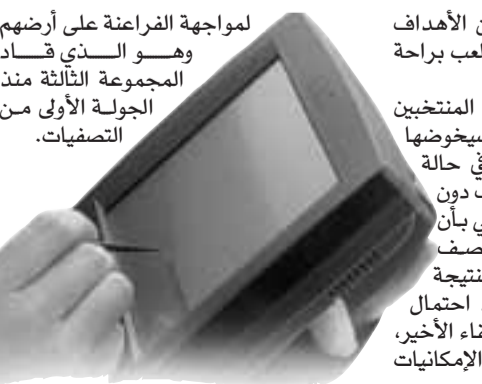 لمواجهة الفراعنة على أرضهم
وهو الذي قاد
المجموعة الثالثة منذ
الجولة الأولى من
التصفيات.
ن الأهداف
لعب براحة
المنتخبين
سيخوضها
في حالة
دون
ي بأن
صف
نتيجة
احتمال
قاء الأخير،
الإمكانيات